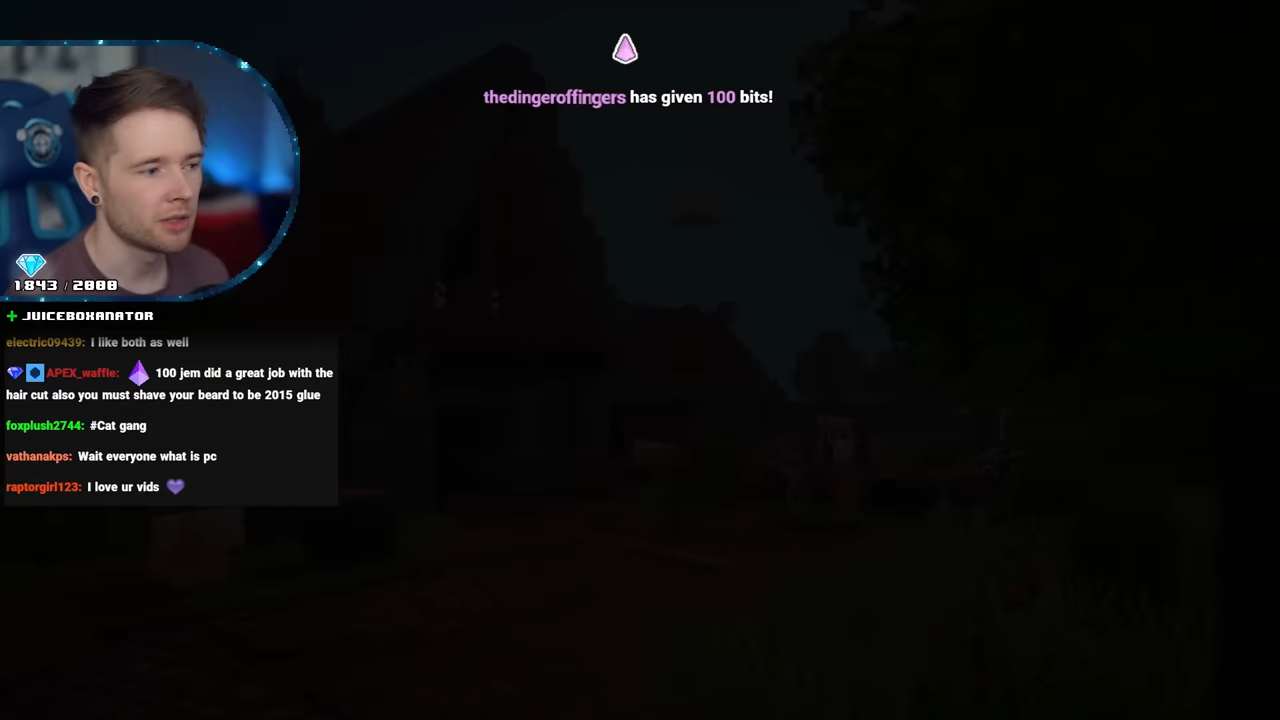 thedingeroffingers has given 100 bits!
1843 / 2000
+ JUICEBOXANATOR
electric09439: I like both as well
APEX_waffle: 100 jem did a great job with the
hair cut also you must shave your beard to be 2015 glue
foxplush2744: #Cat gang
vathanakps: Wait everyone what is pc
raptorgirl123: I love ur vids 💜